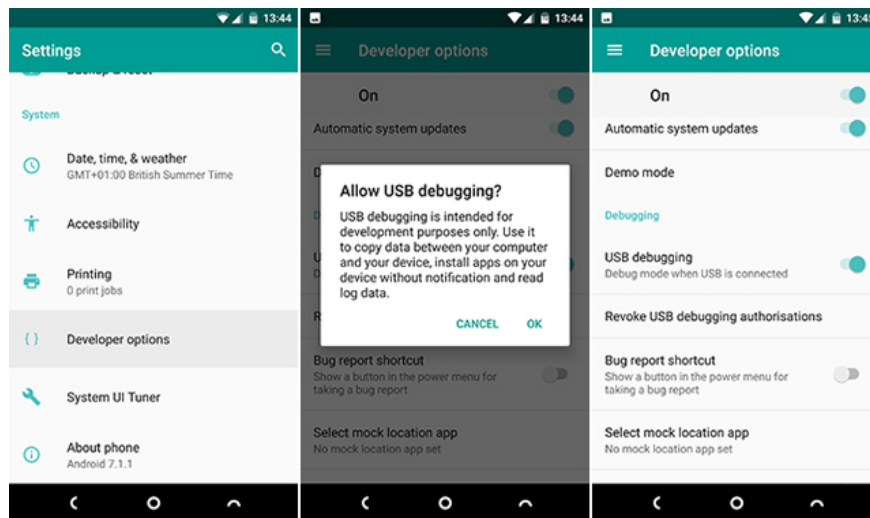 13:44
Settings
System
Date, time, & weather
GMT+01:00 British Summer Time
Accessibility
Printing
0 print jobs
{ } Developer options
System UI Tuner
About phone
Android 7.1.1
13:44
Developer options
On
Automatic system updates
Allow USB debugging?
USB debugging is intended for
development purposes only. Use it
to copy data between your computer
and your device, install apps on your
device without notification and read
log data.
CANCEL OK
Bug report shortcut
Show a button in the power menu for
taking a bug report
Select mock location app
No mock location app set
Developer options
On
Automatic system updates
Demo mode
Debugging
USB debugging
Debug mode when USB is connected
Revoke USB debugging authorisations
Bug report shortcut
Show a button in the power menu for
taking a bug report
Select mock location app
No mock location app set